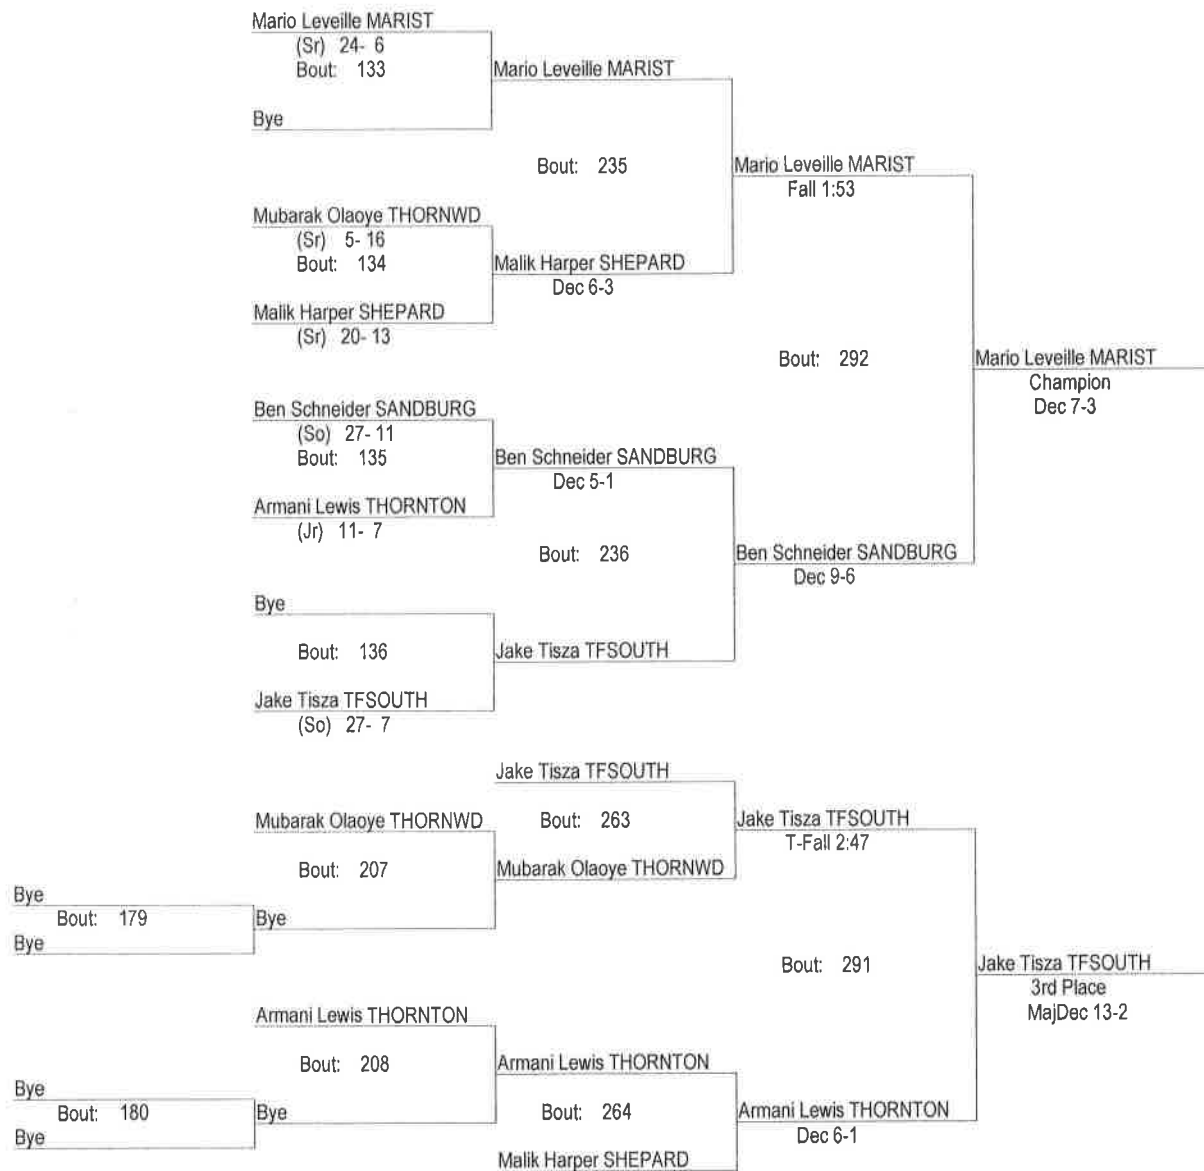 Mario Leveille MARIST
(Sr) 24- 6
Bout: 133
Mario Leveille MARIST
Bye
Bout: 235
Mario Leveille MARIST
Fall 1:53
Mubarak Olaoye THORNWD
(Sr) 5- 16
Bout: 134
Malik Harper SHEPARD
Dec 6-3
Malik Harper SHEPARD
(Sr) 20- 13
Bout: 292
Mario Leveille MARIST
Champion
Dec 7-3
Ben Schneider SANDBURG
(So) 27- 11
Bout: 135
Ben Schneider SANDBURG
Dec 5-1
Armani Lewis THORNTON
(Jr) 11- 7
Bout: 236
Ben Schneider SANDBURG
Dec 9-6
Bye
Bout: 136
Jake Tisza TFSOUTH
Jake Tisza TFSOUTH
(So) 27- 7
Jake Tisza TFSOUTH
Mubarak Olaoye THORNWD
Bout: 263
Jake Tisza TFSOUTH
T-Fall 2:47
Bout: 207
Mubarak Olaoye THORNWD
Bye
Bout: 179
Bye
Bye
Bout: 291
Jake Tisza TFSOUTH
3rd Place
MajDec 13-2
Armani Lewis THORNTON
Bout: 208
Armani Lewis THORNTON
Bye
Bout: 180
Bye
Bye
Bout: 264
Armani Lewis THORNTON
Dec 6-1
Malik Harper SHEPARD